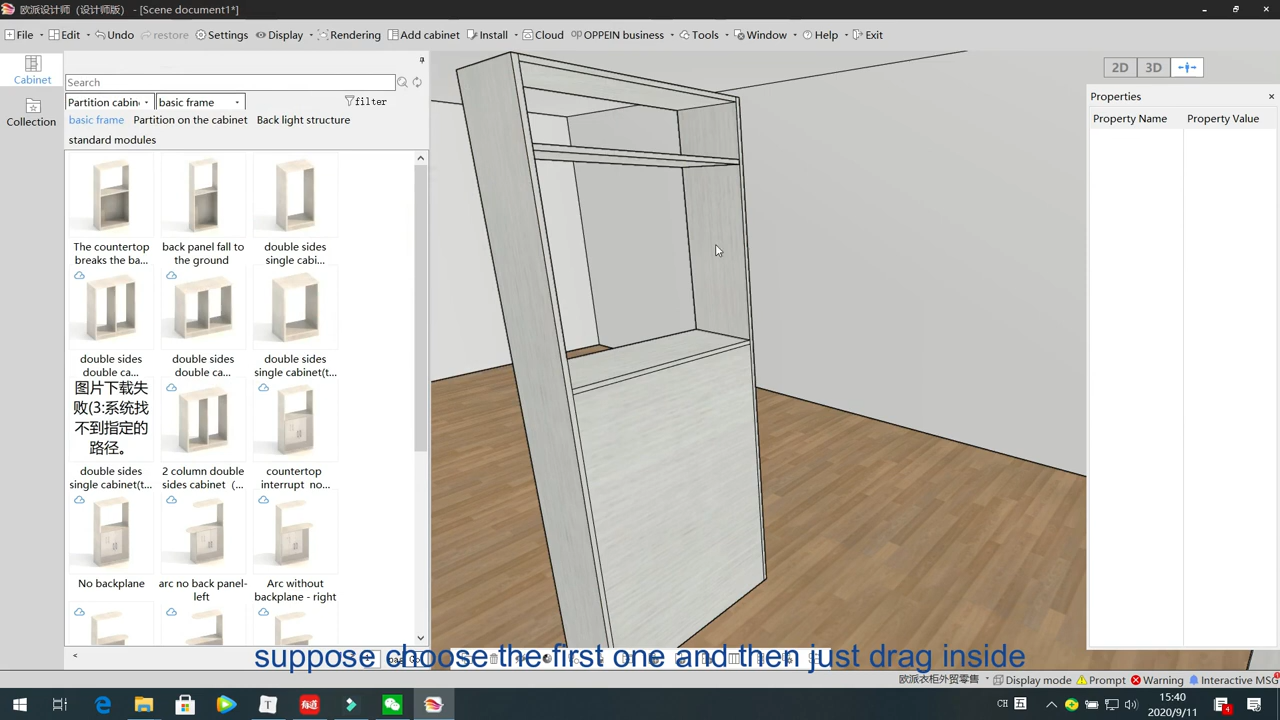 欧派设计师（设计师版） - [Scene document1*]
File Edit Undo restore Settings Display Rendering Add cabinet Install Cloud OPPEIN business Tools Window Help Exit
Cabinet
Collection
Search
Partition cabin basic frame filter
basic frame Partition on the cabinet Back light structure
standard modules
The countertop breaks the ba...
back panel fall to the ground
double sides single cabi...
double sides double ca...
double sides double ca...
double sides single cabinet(t...
图片下载失
败(3:系统找
不到指定的
路径。
double sides single cabinet(t...
2 column double sides cabinet（...
countertop interrupt no...
No backplane
arc no back panel-left
Arc without backplane - right
2D 3D
Properties
Property Name Property Value
suppose choose the first one and then just drag inside
欧派衣柜外贸零售 Display mode Prompt Warning Interactive MSG
CH 五
15:40
2020/9/11
4